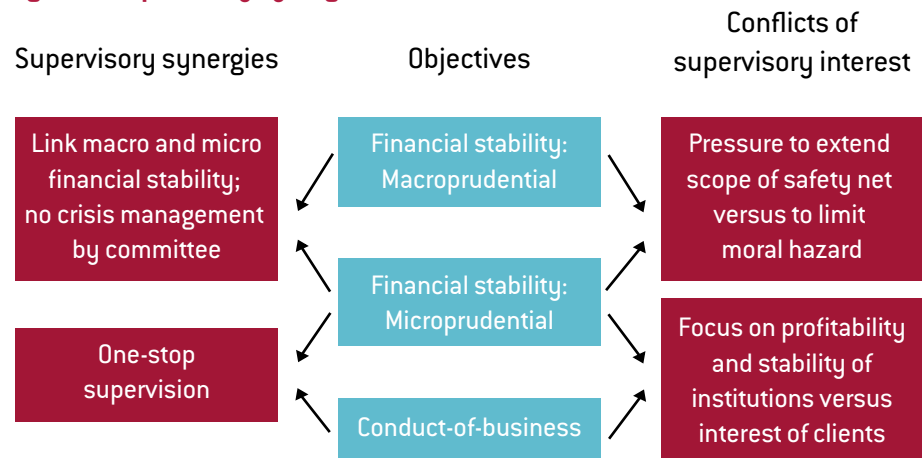 Supervisory synergies
Objectives
Conflicts of
supervisory interest
Link macro and micro
financial stability;
no crisis management
by committee
Financial stability:
Macroprudential
Pressure to extend
scope of safety net
versus to limit
moral hazard
Financial stability:
Microprudential
One-stop
supervision
Focus on profitability
and stability of
institutions versus
interest of clients
Conduct-of-business